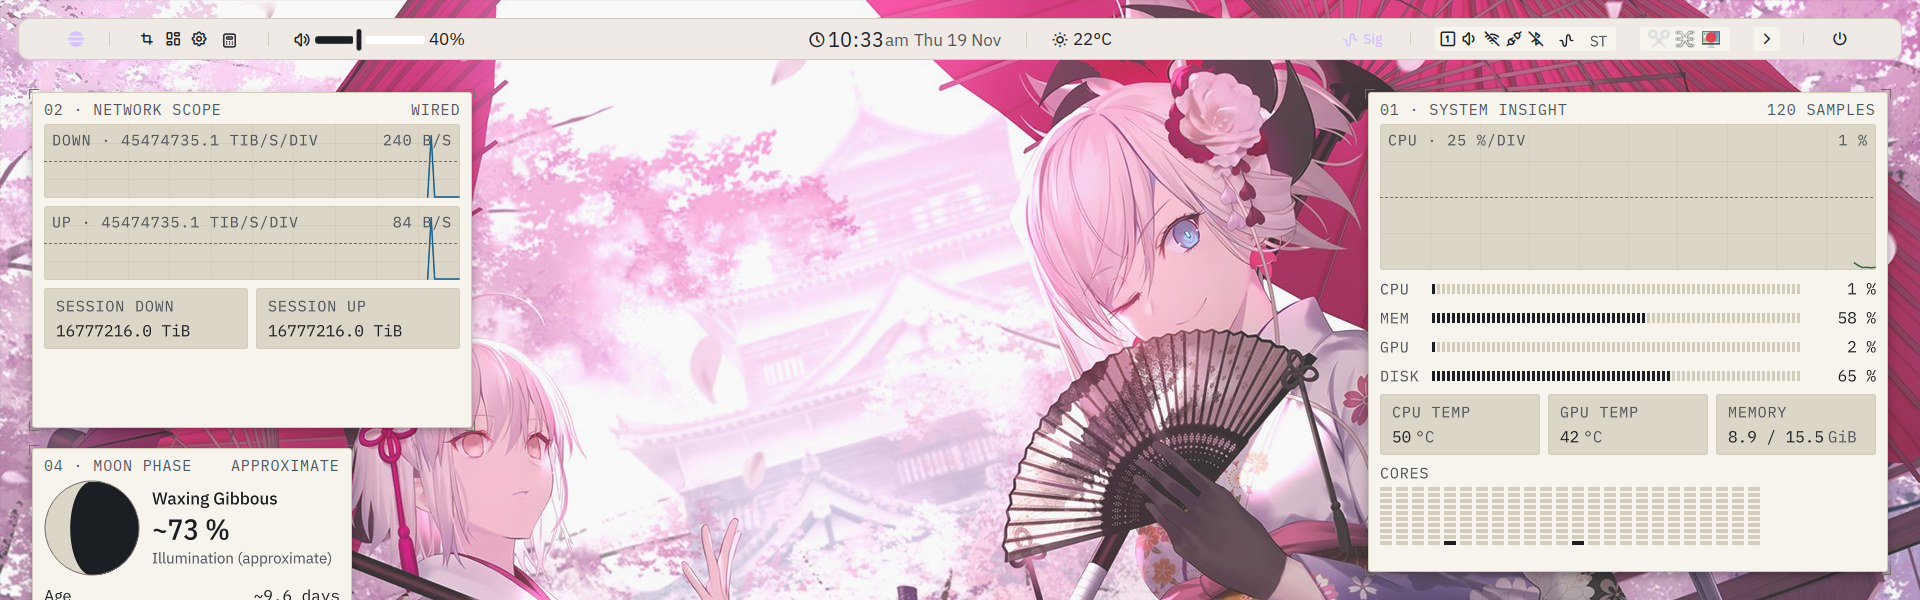 40%
10:33am Thu 19 Nov
22°C
Sig
1
ST
02 · NETWORK SCOPE WIRED
DOWN · 45474735.1 TIB/S/DIV 240 B/S
UP · 45474735.1 TIB/S/DIV 84 B/S
SESSION DOWN
16777216.0 TiB
SESSION UP
16777216.0 TiB
04 · MOON PHASE APPROXIMATE
Waxing Gibbous
~73 %
Illumination (approximate)
Age ~9.6 days
01 · SYSTEM INSIGHT 120 SAMPLES
CPU · 25 %/DIV 1 %
CPU 1 %
MEM 58 %
GPU 2 %
DISK 65 %
CPU TEMP
50 °C
GPU TEMP
42 °C
MEMORY
8.9 / 15.5 GiB
CORES